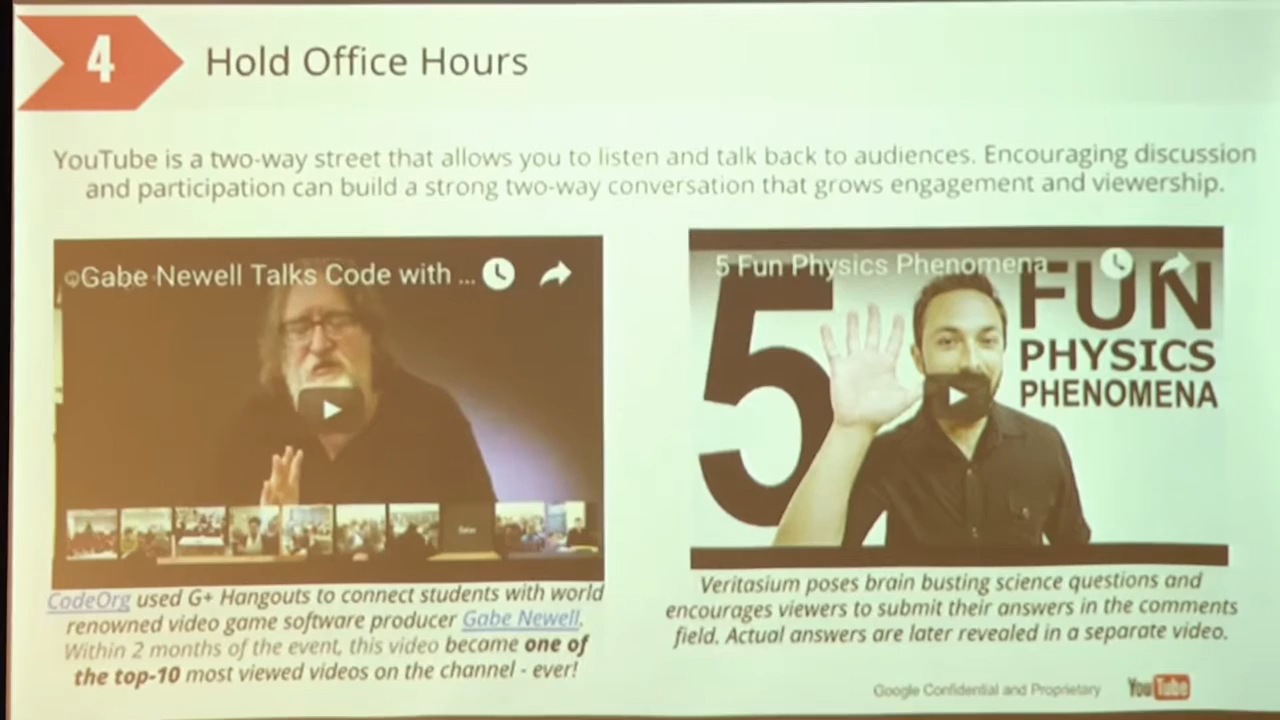 4
Hold Office Hours
YouTube is a two-way street that allows you to listen and talk back to audiences. Encouraging discussion
and participation can build a strong two-way conversation that grows engagement and viewership.
Gabe Newell Talks Code with ...
5 Fun Physics Phenomena
5
FUN
PHYSICS
PHENOMENA
CodeOrg used G+ Hangouts to connect students with world
renowned video game software producer Gabe Newell.
Within 2 months of the event, this video became one of
the top-10 most viewed videos on the channel - ever!
Veritasium poses brain busting science questions and
encourages viewers to submit their answers in the comments
field. Actual answers are later revealed in a separate video.
Google Confidential and Proprietary
YouTube